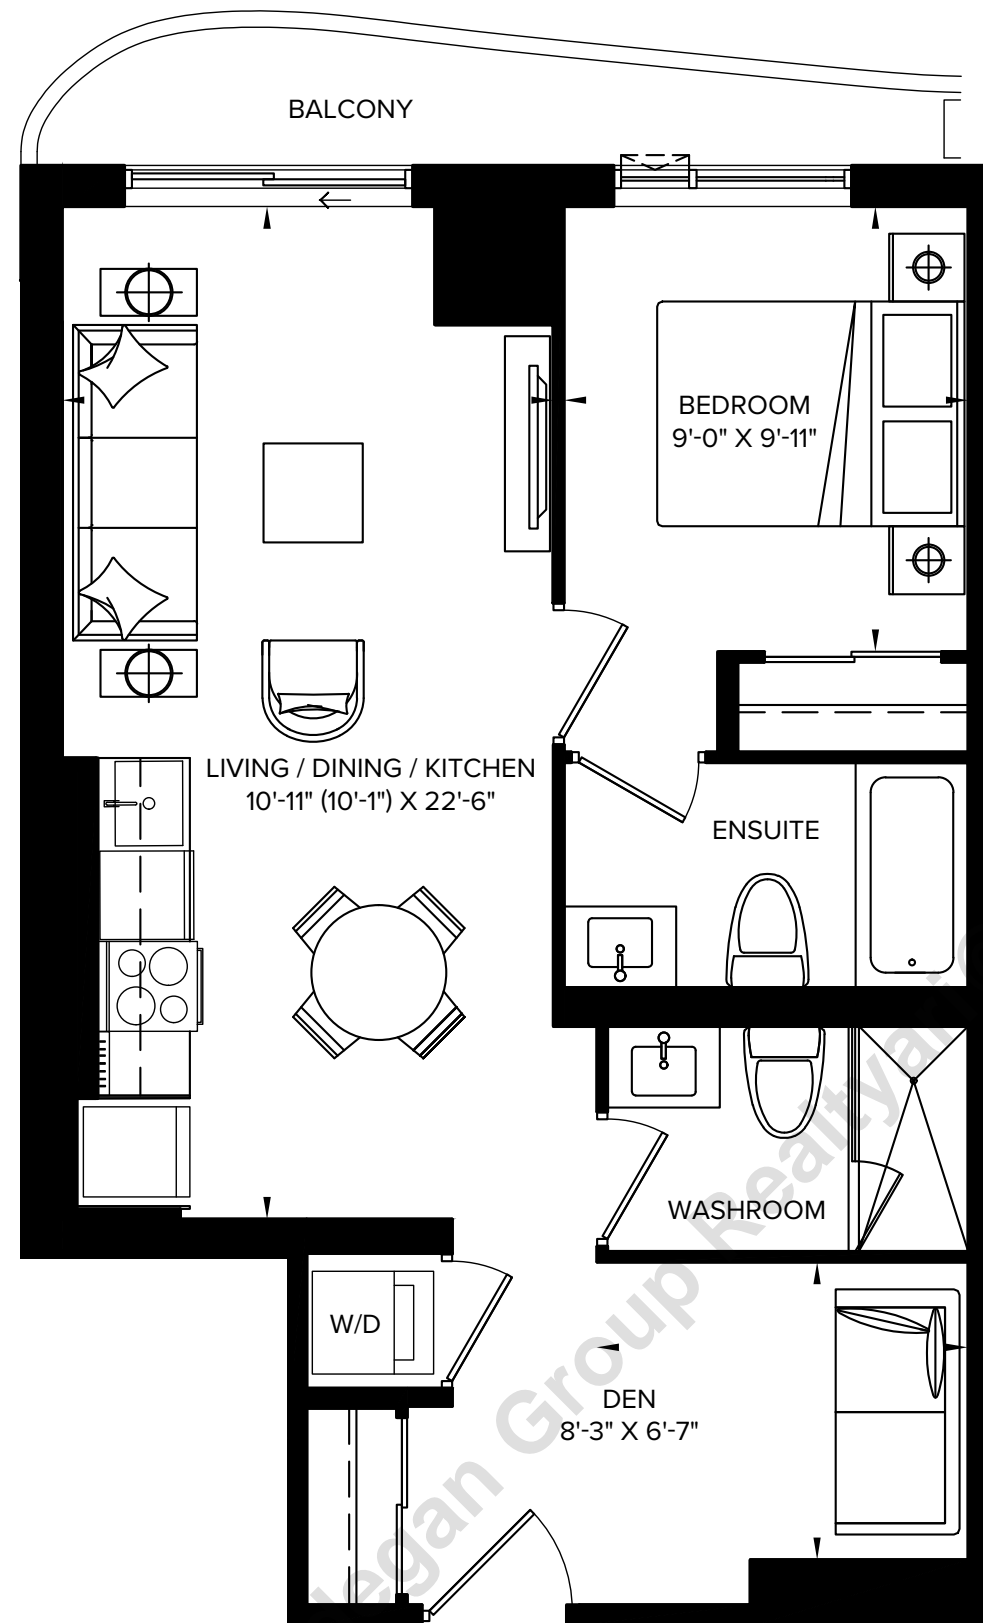 BALCONY
BEDROOM
9'-0" X 9'-11"
LIVING / DINING / KITCHEN
10'-11" (10'-1") X 22'-6"
ENSUITE
WASHROOM
W/D
DEN
8'-3" X 6'-7"
Group Realty